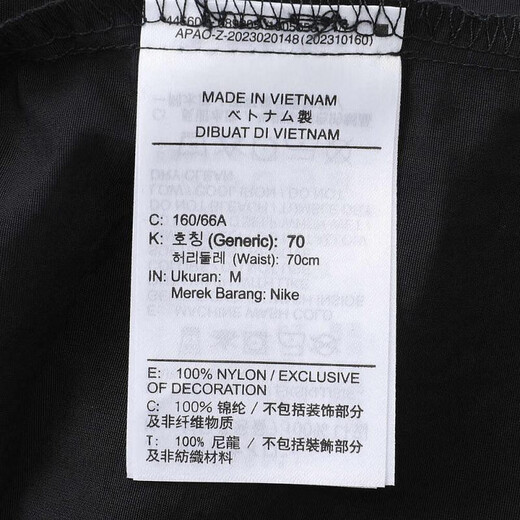 APAO-Z-2023020148 (202310160)
MADE IN VIETNAM
ベトナム製
DIBUAT DI VIETNAM
C: 160/66A
K: 호칭 (Generic): 70
허리둘레 (Waist): 70cm
IN: Ukuran: M
Merek Barang: Nike
E: 100% NYLON / EXCLUSIVE
OF DECORATION
C: 100% 锦纶 / 不包括装饰部分
及非纤维物质
T: 100% 尼龍 / 不包括裝飾部分
及非紡織材料